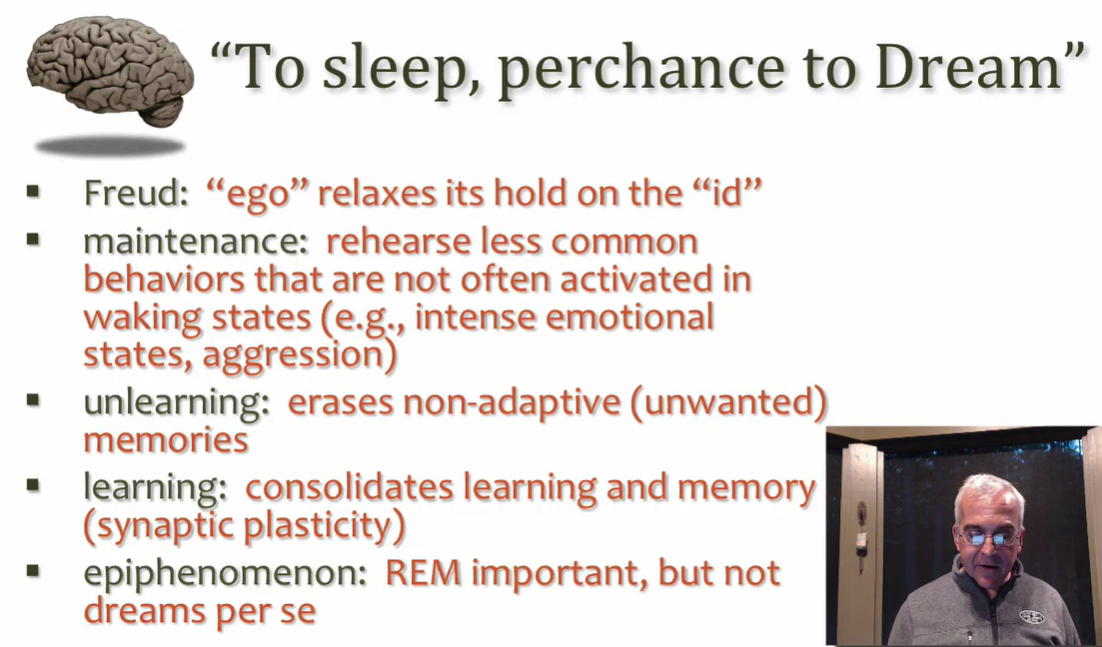 “To sleep, perchance to Dream”
▪ Freud: “ego” relaxes its hold on the “id”
▪ maintenance: rehearse less common
behaviors that are not often activated in
waking states (e.g., intense emotional
states, aggression)
▪ unlearning: erases non-adaptive (unwanted)
memories
▪ learning: consolidates learning and memory
(synaptic plasticity)
▪ epiphenomenon: REM important, but not
dreams per se